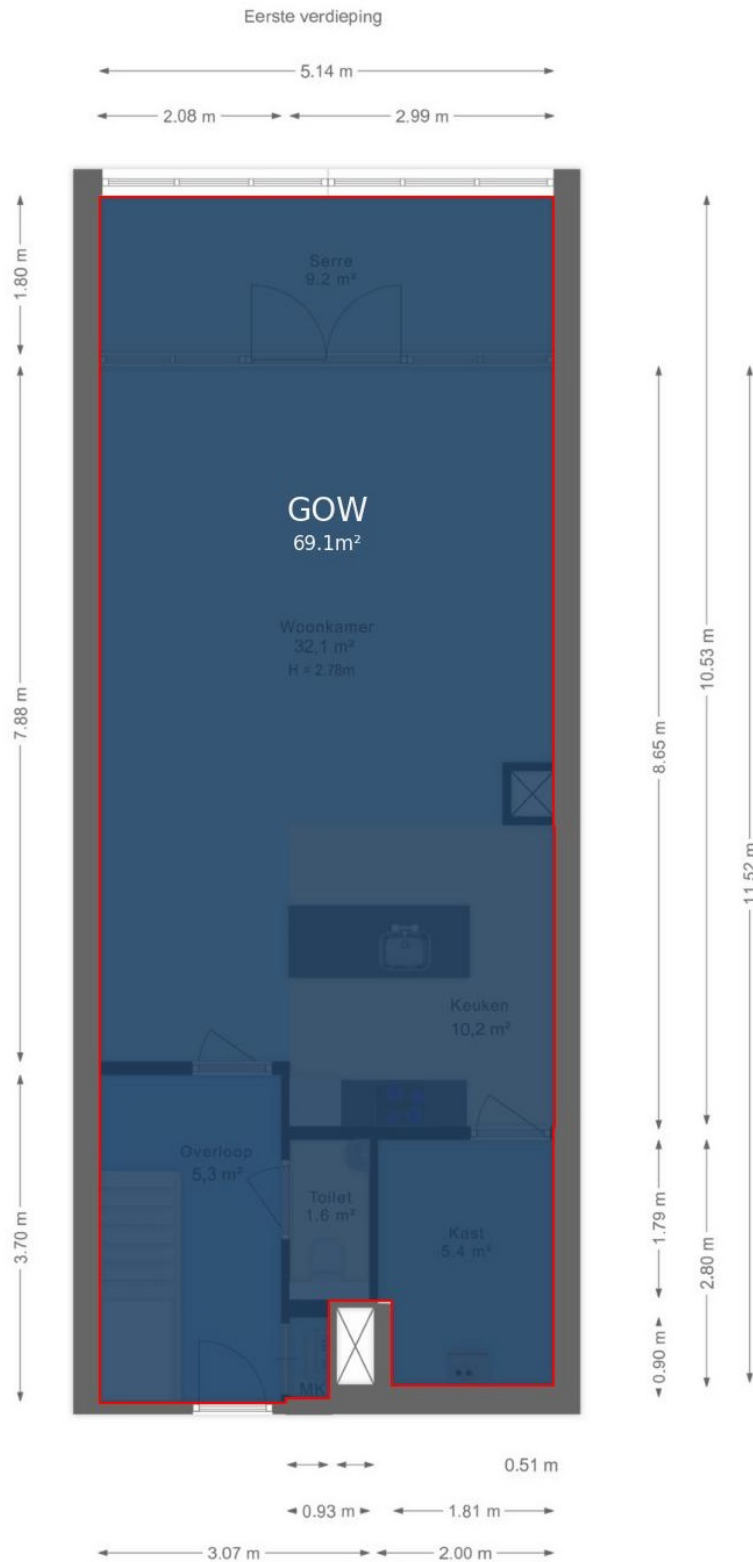 Eerste verdieping
5.14 m
2.08 m
2.99 m
1.80 m
Serre
9.2 m²
GOW
69.1m²
Woonkamer
32,1 m²
H = 2.78m
7.88 m
8.65 m
10.53 m
11.52 m
Keuken
10,2 m²
Overloop
5,3 m²
Toilet
1.6 m²
Kast
5.4 m²
3.70 m
1.79 m
2.80 m
0.90 m
MK
0.51 m
0.93 m
1.81 m
3.07 m
2.00 m